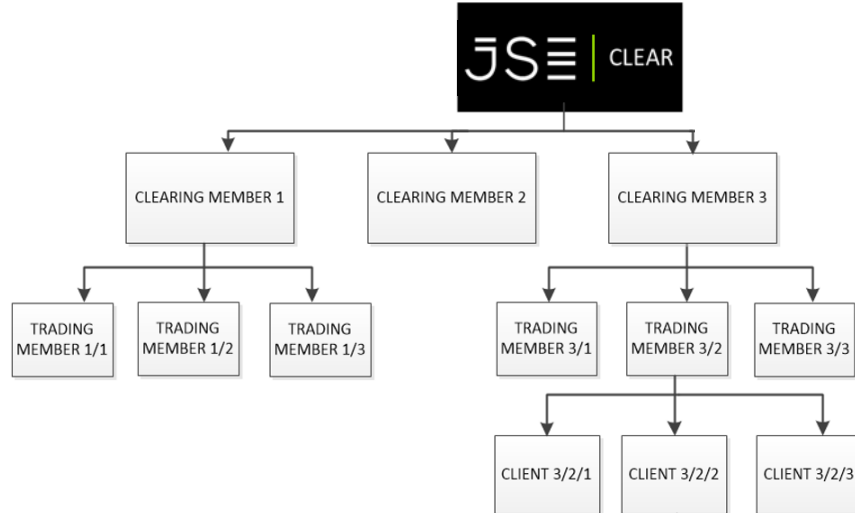 JSE | CLEAR
CLEARING MEMBER 1
CLEARING MEMBER 2
CLEARING MEMBER 3
TRADING
MEMBER 1/1
TRADING
MEMBER 1/2
TRADING
MEMBER 1/3
TRADING
MEMBER 3/1
TRADING
MEMBER 3/2
TRADING
MEMBER 3/3
CLIENT 3/2/1
CLIENT 3/2/2
CLIENT 3/2/3